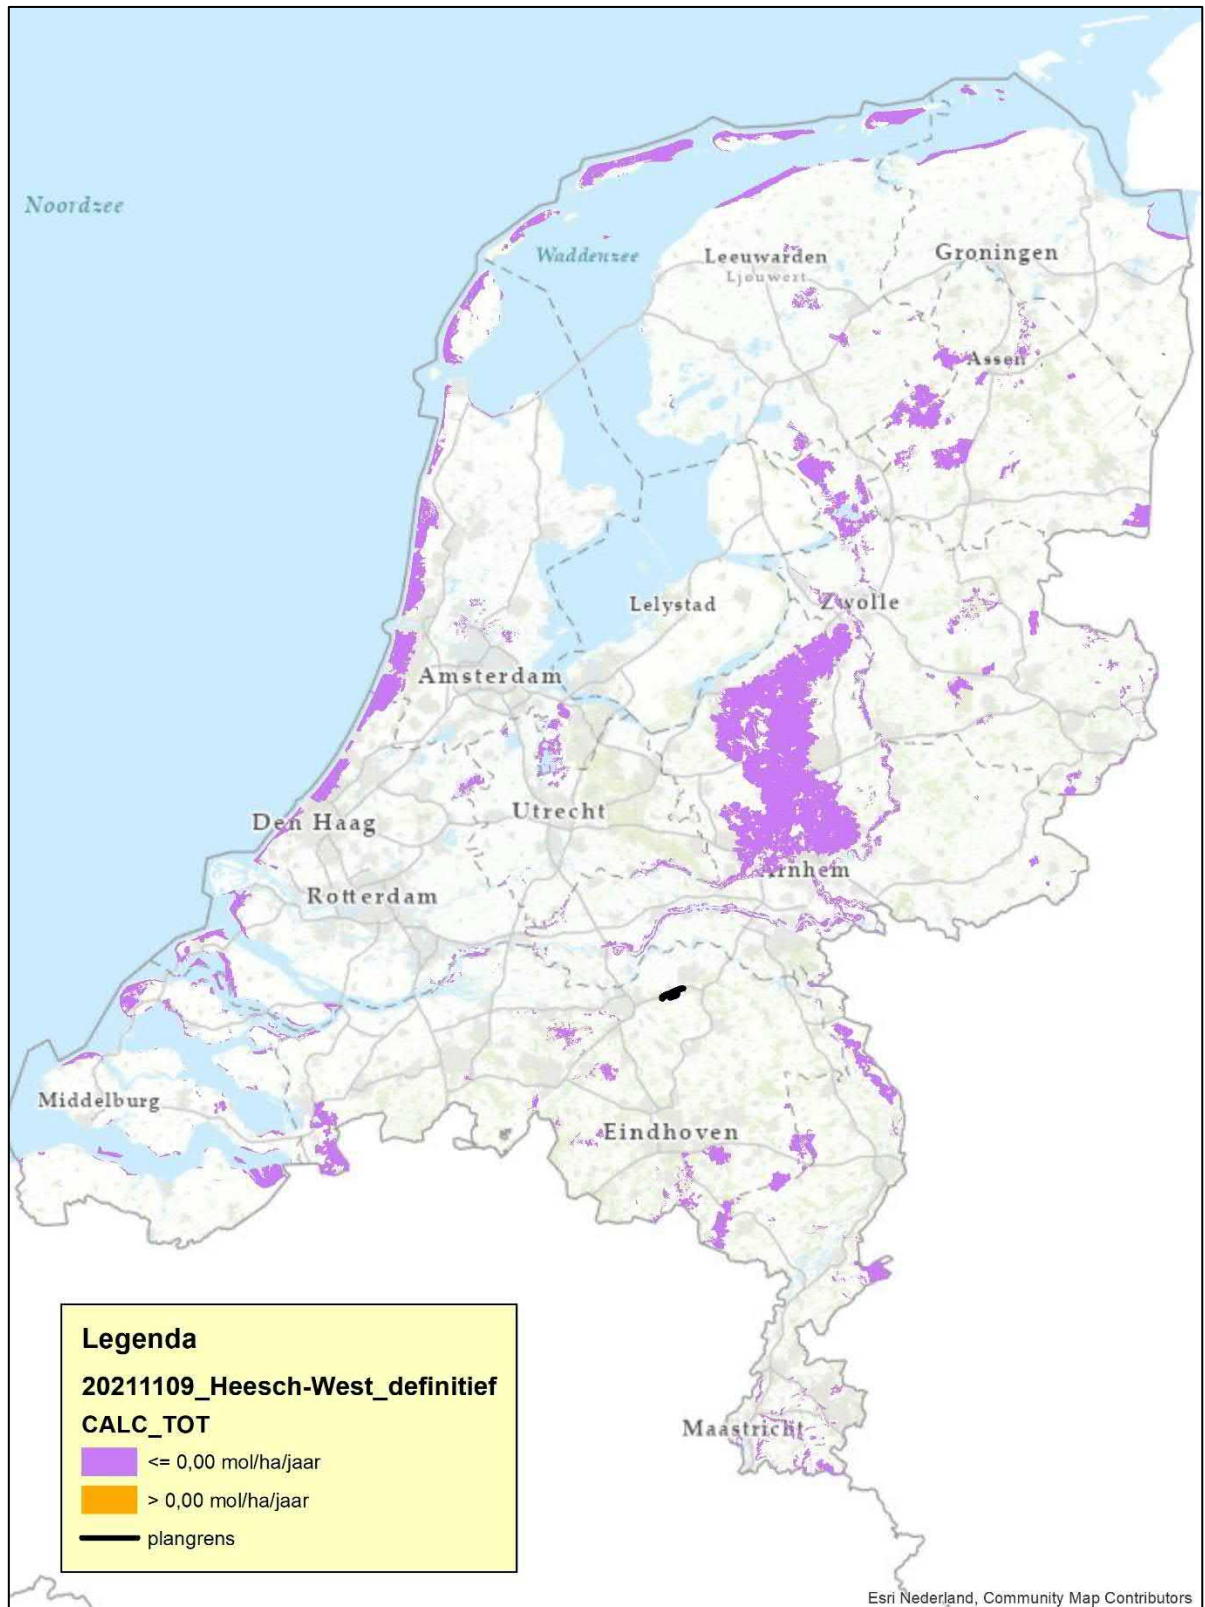 Noordzee
Waddenzee
Leeuwarden
Ljouwert
Groningen
Assen
Lelystad
Zwolle
Amsterdam
Den Haag
Utrecht
Arnhem
Rotterdam
Middelburg
Eindhoven
Maastricht
Legenda
20211109_Heesch-West_definitief
CALC_TOT
<= 0,00 mol/ha/jaar
> 0,00 mol/ha/jaar
plangrens
Esri Nederland, Community Map Contributors